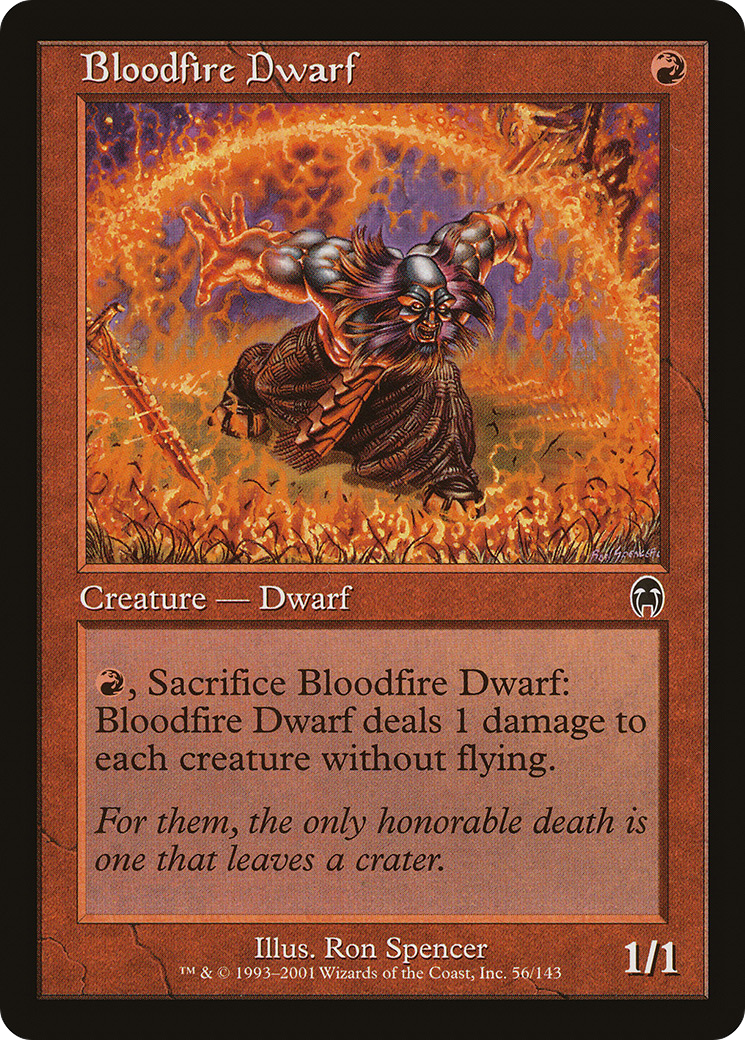 Bloodfire Dwarf
Ron Spencer
Creature — Dwarf
, Sacrifice Bloodfire Dwarf:
Bloodfire Dwarf deals 1 damage to
each creature without flying.
For them, the only honorable death is
one that leaves a crater.
Illus. Ron Spencer
™ & © 1993–2001 Wizards of the Coast, Inc. 56/143
1/1